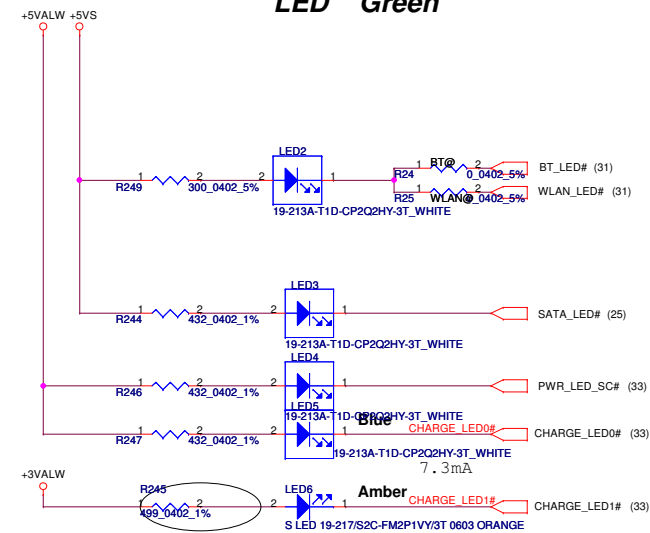 LED Green
+5VALW +5VS
LED2
1 2 2 1
R249 300_0402_5%
19-213A-T1D-CP2Q2HY-3T_WHITE
1 BT@ 2
R24 0_0402_5%
BT_LED# (31)
1 2
R25 WLAN@0_0402_5%
WLAN_LED# (31)
LED3
1 2 2 1
R244 432_0402_1%
19-213A-T1D-CP2Q2HY-3T_WHITE
SATA_LED# (25)
LED4
1 2 2 1
R246 432_0402_1%
19-213A-T1D-CP2Q2HY-3T_WHITE
PWR_LED_SC# (33)
LED5
Blue
1 2 2 1
R247 432_0402_1%
CHARGE_LED0#
CHARGE_LED0# (33)
19-213A-T1D-CP2Q2HY-3T_WHITE
7.3mA
+3VALW
R245
1 2
499_0402_1%
LED6
2 1
Amber
CHARGE_LED1#
CHARGE_LED1# (33)
S LED 19-217/S2C-FM2P1VY/3T 0603 ORANGE